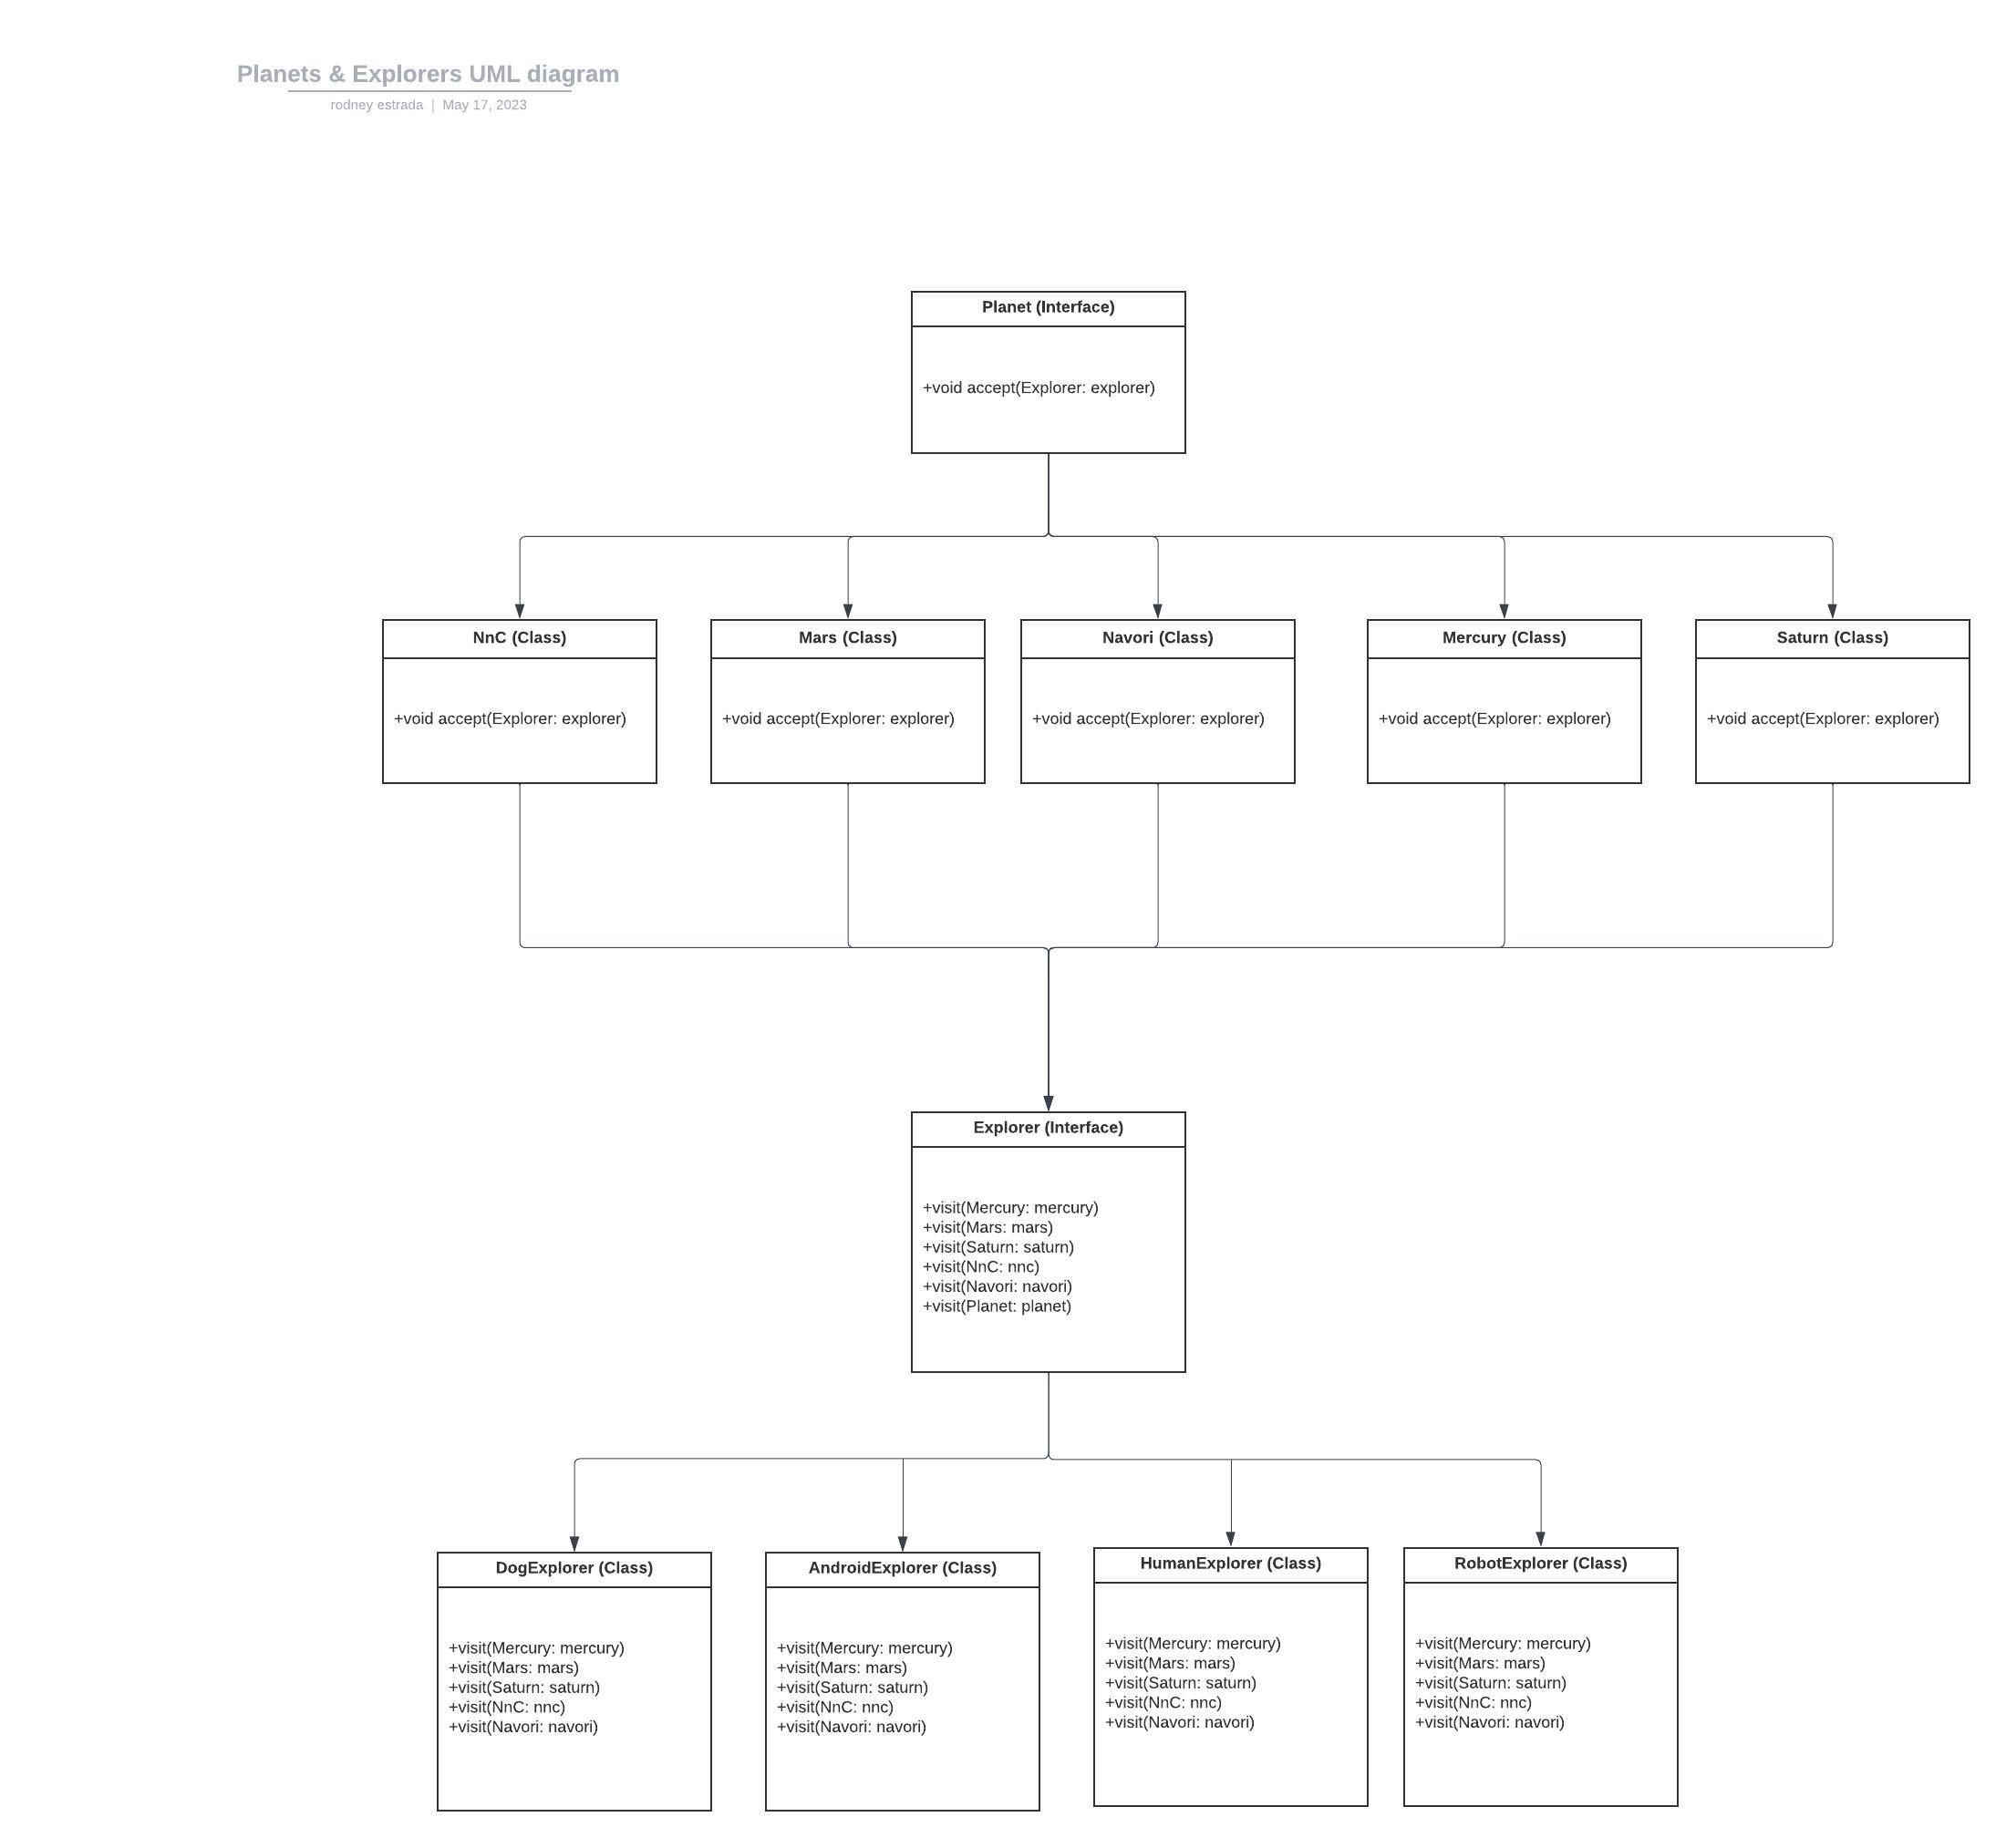 Planets & Explorers UML diagram
rodney estrada | May 17, 2023
Planet (Interface)
+void accept(Explorer: explorer)
NnC (Class)
+void accept(Explorer: explorer)
Mars (Class)
+void accept(Explorer: explorer)
Navori (Class)
+void accept(Explorer: explorer)
Mercury (Class)
+void accept(Explorer: explorer)
Saturn (Class)
+void accept(Explorer: explorer)
Explorer (Interface)
+visit(Mercury: mercury)
+visit(Mars: mars)
+visit(Saturn: saturn)
+visit(NnC: nnc)
+visit(Navori: navori)
+visit(Planet: planet)
DogExplorer (Class)
+visit(Mercury: mercury)
+visit(Mars: mars)
+visit(Saturn: saturn)
+visit(NnC: nnc)
+visit(Navori: navori)
AndroidExplorer (Class)
+visit(Mercury: mercury)
+visit(Mars: mars)
+visit(Saturn: saturn)
+visit(NnC: nnc)
+visit(Navori: navori)
HumanExplorer (Class)
+visit(Mercury: mercury)
+visit(Mars: mars)
+visit(Saturn: saturn)
+visit(NnC: nnc)
+visit(Navori: navori)
RobotExplorer (Class)
+visit(Mercury: mercury)
+visit(Mars: mars)
+visit(Saturn: saturn)
+visit(NnC: nnc)
+visit(Navori: navori)